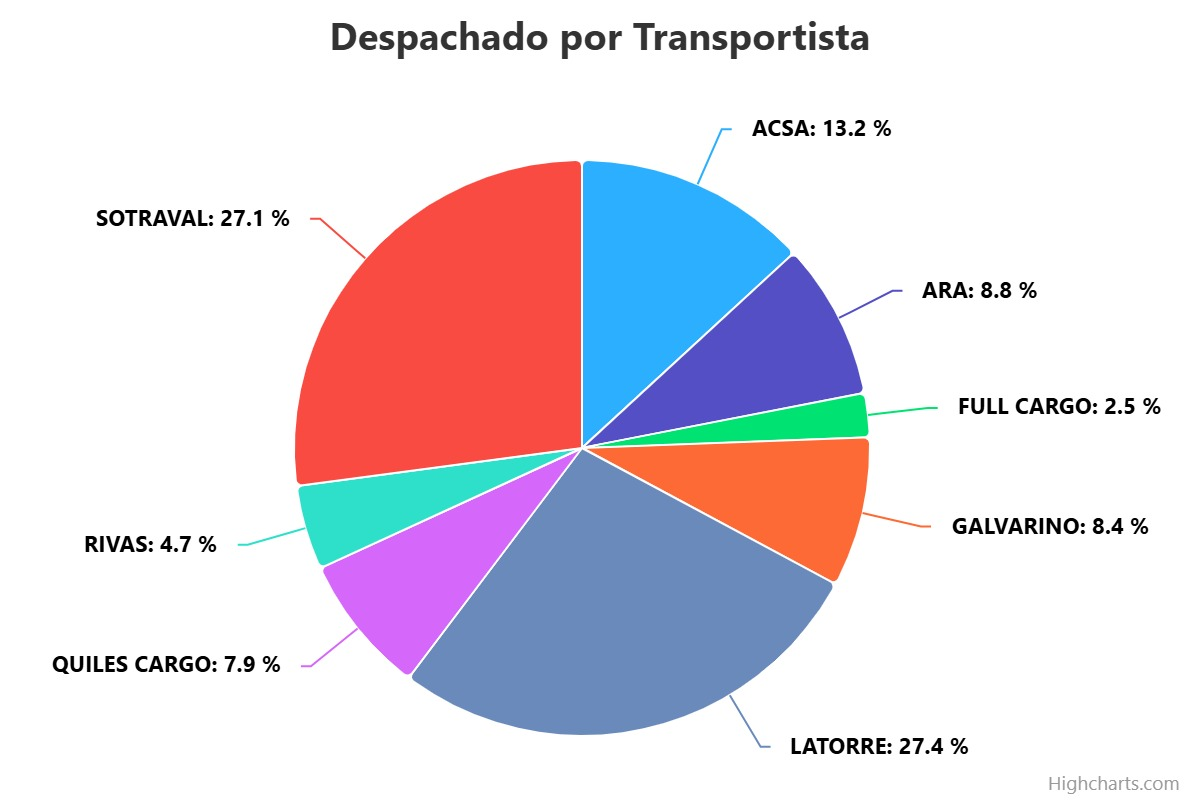 Despachado por Transportista
ACSA: 13.2 %
SOTRAVAL: 27.1 %
ARA: 8.8 %
FULL CARGO: 2.5 %
GALVARINO: 8.4 %
RIVAS: 4.7 %
QUILES CARGO: 7.9 %
LATORRE: 27.4 %
Highcharts.com